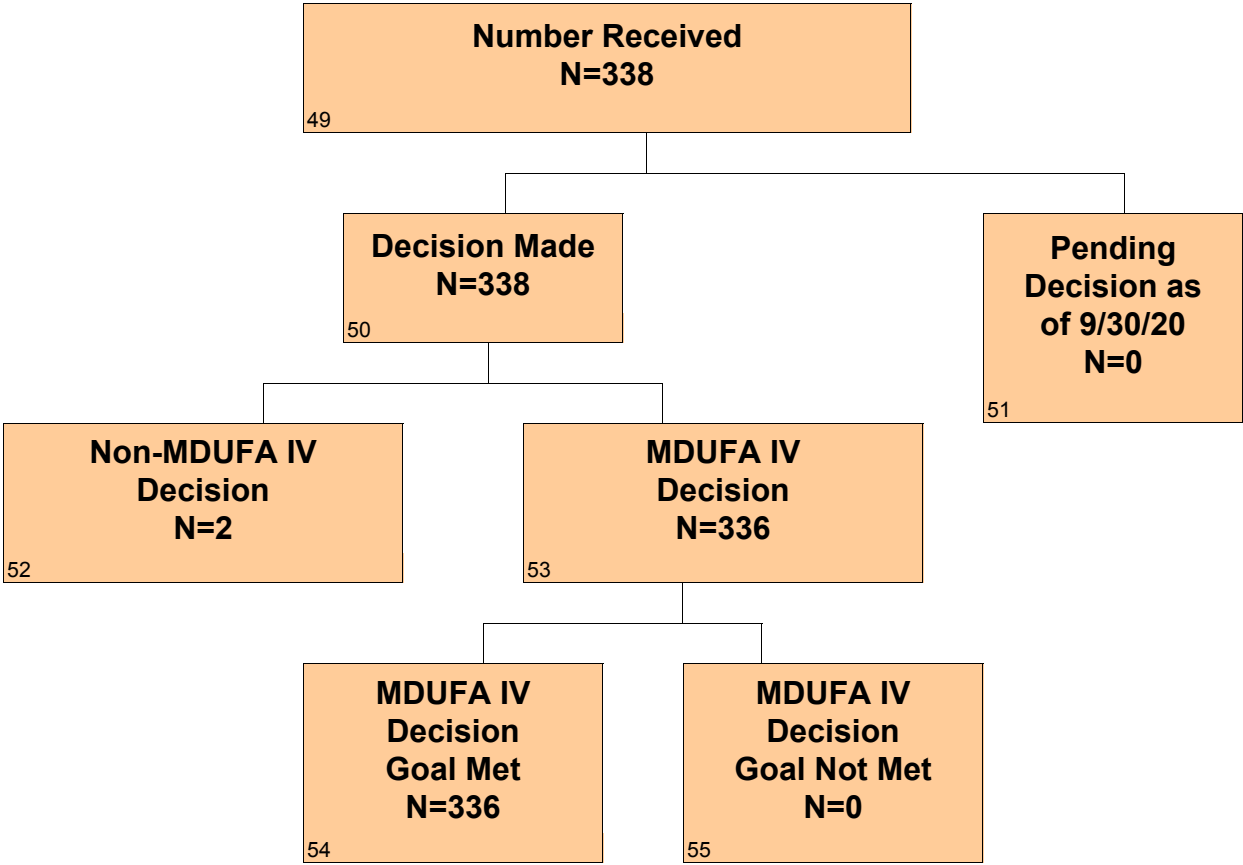 Number Received
N=338
49
Decision Made
N=338
50
Pending
Decision as
of 9/30/20
N=0
51
Non-MDUFA IV
Decision
N=2
52
MDUFA IV
Decision
N=336
53
MDUFA IV
Decision
Goal Met
N=336
54
MDUFA IV
Decision
Goal Not Met
N=0
55